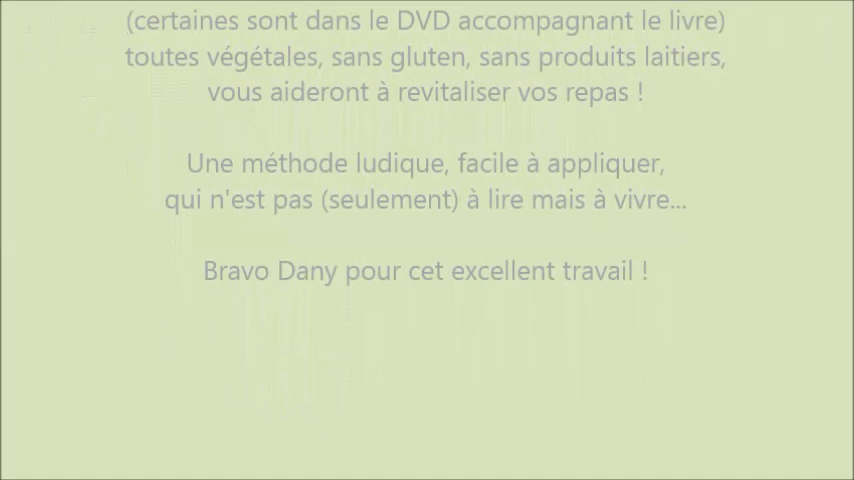 (certaines sont dans le DVD accompagnant le livre)
toutes végétales, sans gluten, sans produits laitiers,
vous aideront à revitaliser vos repas !
Une méthode ludique, facile à appliquer,
qui n'est pas (seulement) à lire mais à vivre...
Bravo Dany pour cet excellent travail !